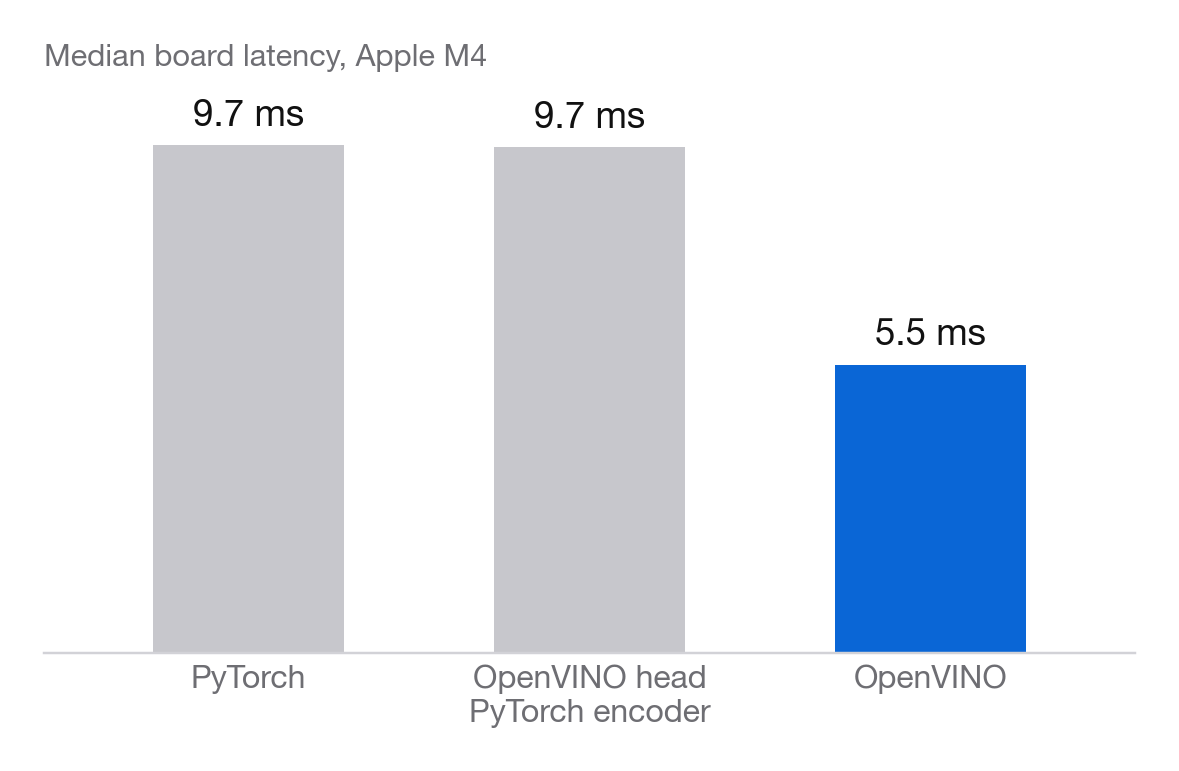 Median board latency, Apple M4
9.7 ms
9.7 ms
5.5 ms
PyTorch
OpenVINO head
PyTorch encoder
OpenVINO